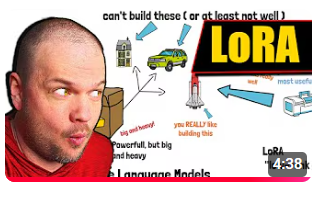 can't build these ( or at least not well )
LoRA
most useful
big and heavy!
you REALLY like
building this
Powerfull, but big
and heavy
LoRA
4:38
Language Models